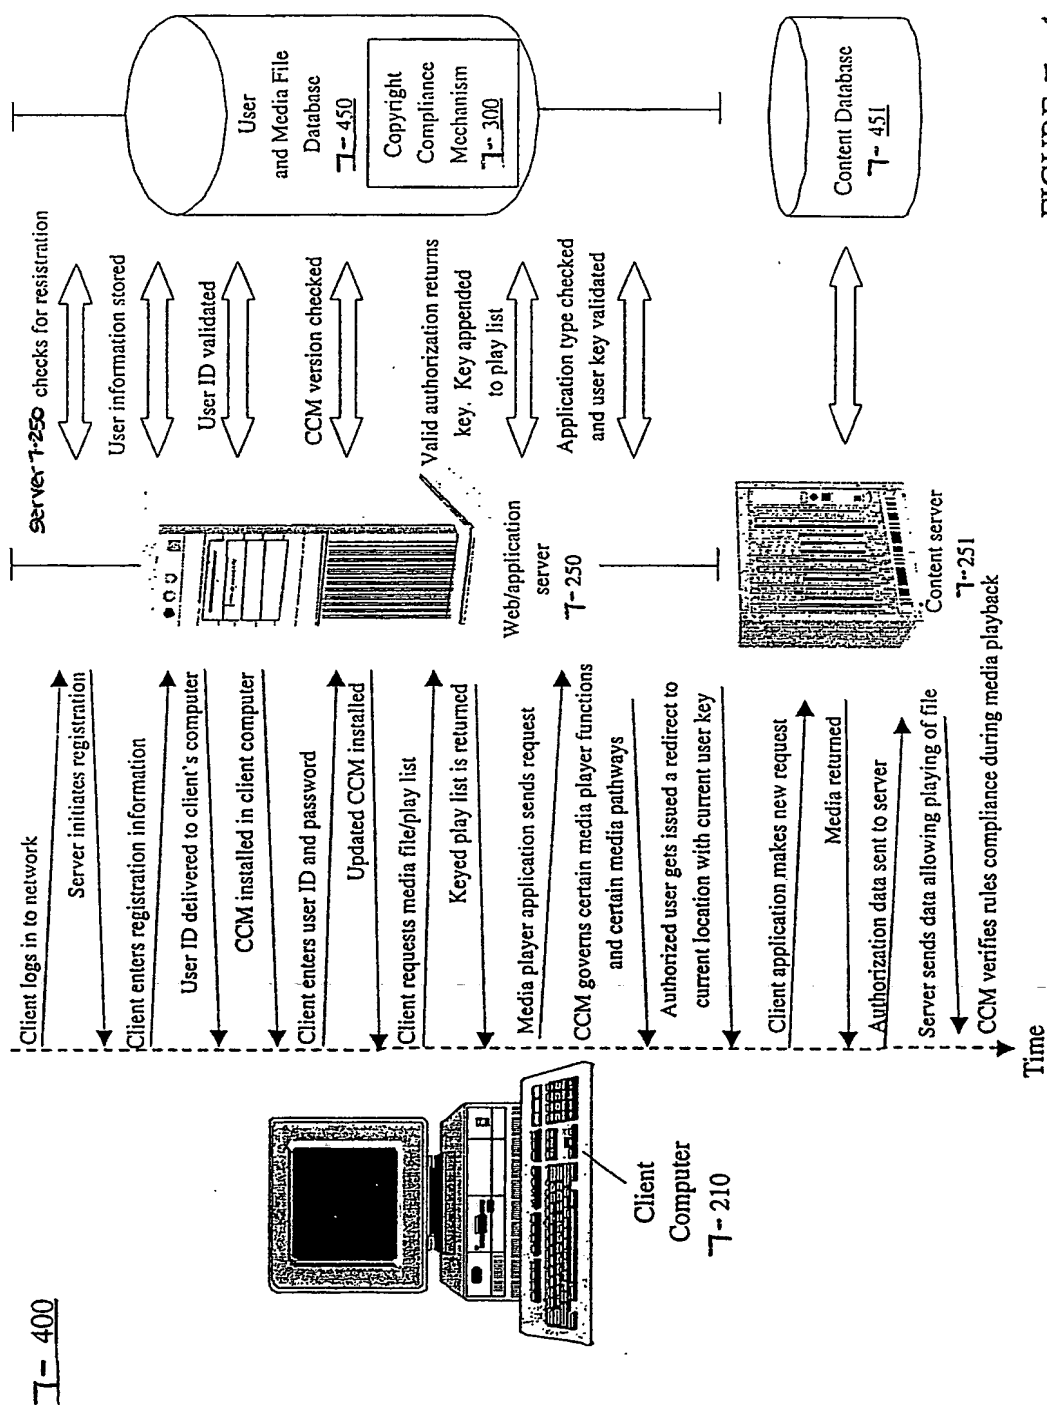 7-400
Client logs in to network
Server initiates registration
Client enters registration information
User ID delivered to client's computer
CCM installed in client computer
Client enters user ID and password
Updated CCM installed
Client requests media file/play list
Keyed play list is returned
Media player application sends request
CCM governs certain media player functions
and certain media pathways
Authorized user gets issued a redirect to
current location with current user key
Client application makes new request
Media returned
Authorization data sent to server
Server sends data allowing playing of file
CCM verifies rules compliance during media playback
Time
Client
Computer
7-210
Server 7-250 checks for resistration
User information stored
User ID validated
CCM version checked
Valid authorization returns
key. Key appended
to play list
Application type checked
and user key validated
Web/application
server
7-250
Content server
7-251
User
and Media File
Database
7-450
Copyright
Compliance
Mechanism
7-300
Content Database
7-451